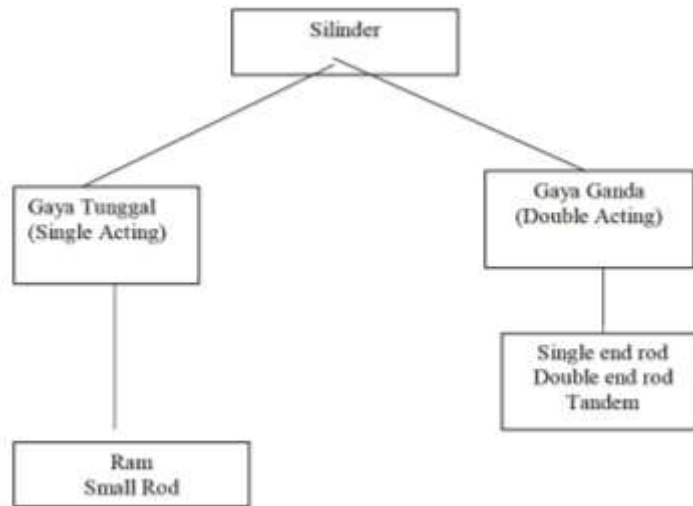 Silinder
Gaya Tunggal
(Single Acting)
Gaya Ganda
(Double Acting)
Single end rod
Double end rod
Tandem
Ram
Small Rod